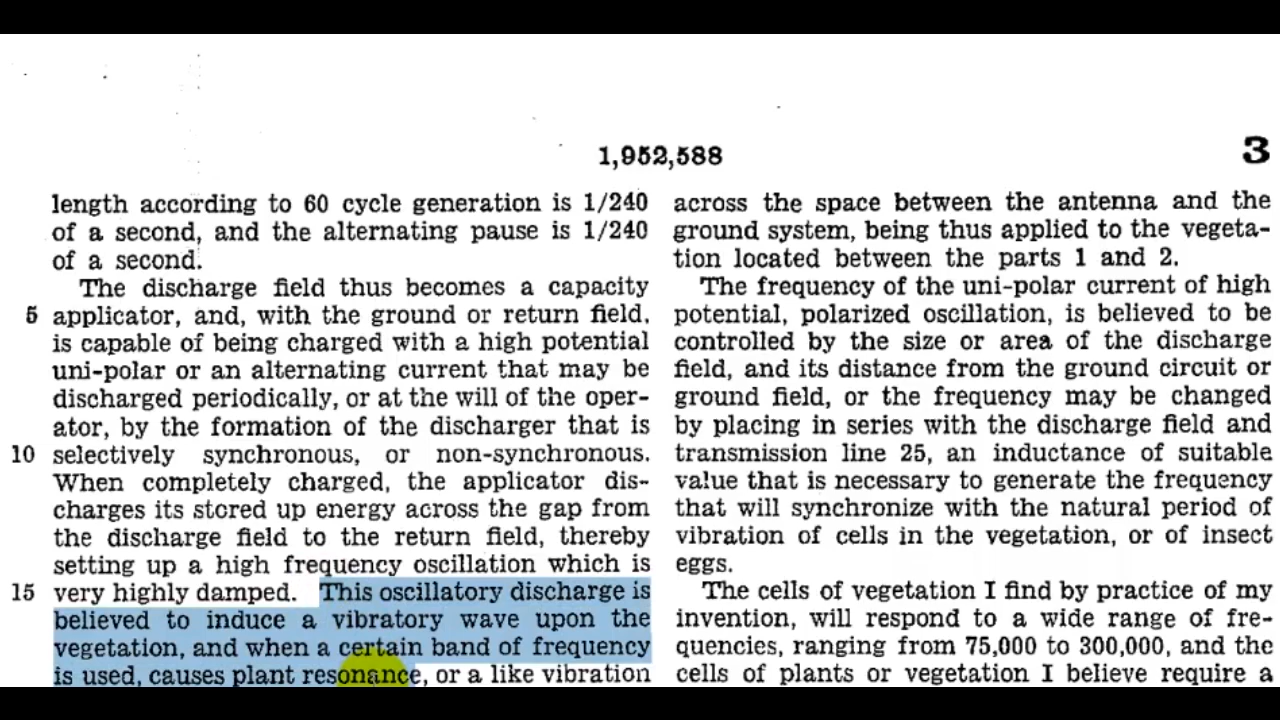 1,952,588
3
length according to 60 cycle generation is 1/240
of a second, and the alternating pause is 1/240
of a second.
The discharge field thus becomes a capacity
5 applicator, and, with the ground or return field,
is capable of being charged with a high potential
uni-polar or an alternating current that may be
discharged periodically, or at the will of the oper-
ator, by the formation of the discharger that is
10 selectively synchronous, or non-synchronous.
When completely charged, the applicator dis-
charges its stored up energy across the gap from
the discharge field to the return field, thereby
setting up a high frequency oscillation which is
15 very highly damped. This oscillatory discharge is
believed to induce a vibratory wave upon the
vegetation, and when a certain band of frequency
is used, causes plant resonance, or a like vibration
across the space between the antenna and the
ground system, being thus applied to the vegeta-
tion located between the parts 1 and 2.
The frequency of the uni-polar current of high
potential, polarized oscillation, is believed to be
controlled by the size or area of the discharge
field, and its distance from the ground circuit or
ground field, or the frequency may be changed
by placing in series with the discharge field and
transmission line 25, an inductance of suitable
value that is necessary to generate the frequency
that will synchronize with the natural period of
vibration of cells in the vegetation, or of insect
eggs.
The cells of vegetation I find by practice of my
invention, will respond to a wide range of fre-
quencies, ranging from 75,000 to 300,000, and the
cells of plants or vegetation I believe require a